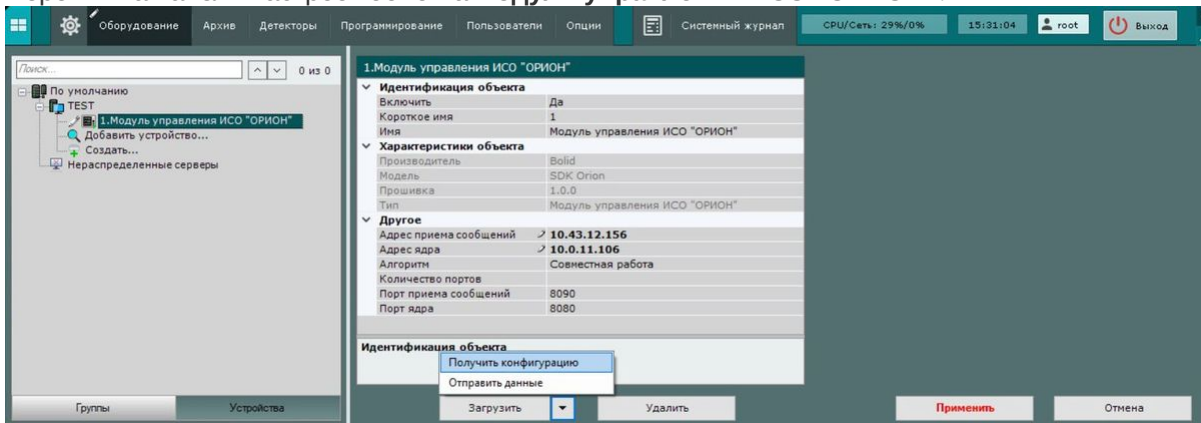 Оборудование Архив Детекторы Программирование Пользователи Опции Системный журнал CPU/Сеть: 29%/0% 15:31:04 root Выход
Поиск... 0 из 0
По умолчанию
TEST
1.Модуль управления ИСО "ОРИОН"
Добавить устройство...
Создать...
Нераспределенные серверы
Группы Устройства
1.Модуль управления ИСО "ОРИОН"
Идентификация объекта
Включить Да
Короткое имя 1
Имя Модуль управления ИСО "ОРИОН"
Характеристики объекта
Производитель Bolid
Модель SDK Orion
Прошивка 1.0.0
Тип Модуль управления ИСО "ОРИОН"
Другое
Адрес приема сообщений 10.43.12.156
Адрес ядра 10.0.11.106
Алгоритм Совместная работа
Количество портов
Порт приема сообщений 8090
Порт ядра 8080
Идентификация объекта
Получить конфигурацию
Отправить данные
Загрузить Удалить Применить Отмена